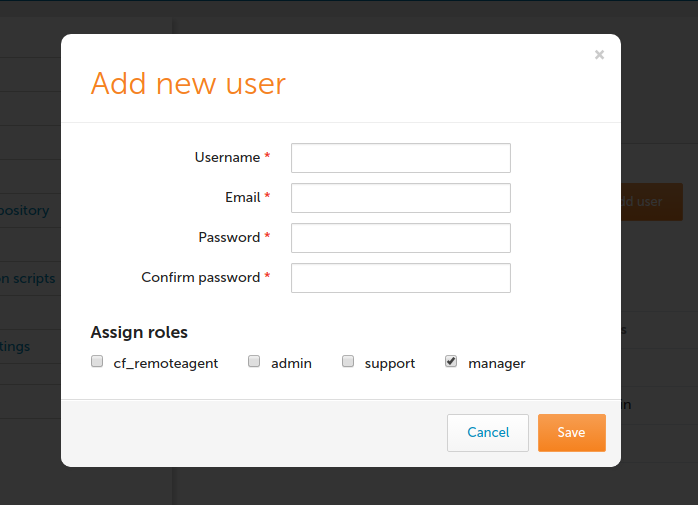 ×
Add new user
Username *
Email *
pository
dd user
Password *
Confirm password *
n scripts
Assign roles
s
tings
cf_remoteagent admin support manager
in
Cancel Save